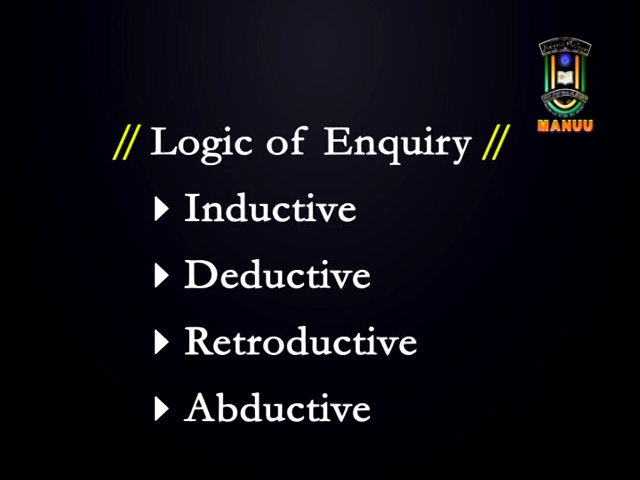 MANUU
// Logic of Enquiry //
Inductive
Deductive
Retroductive
Abductive